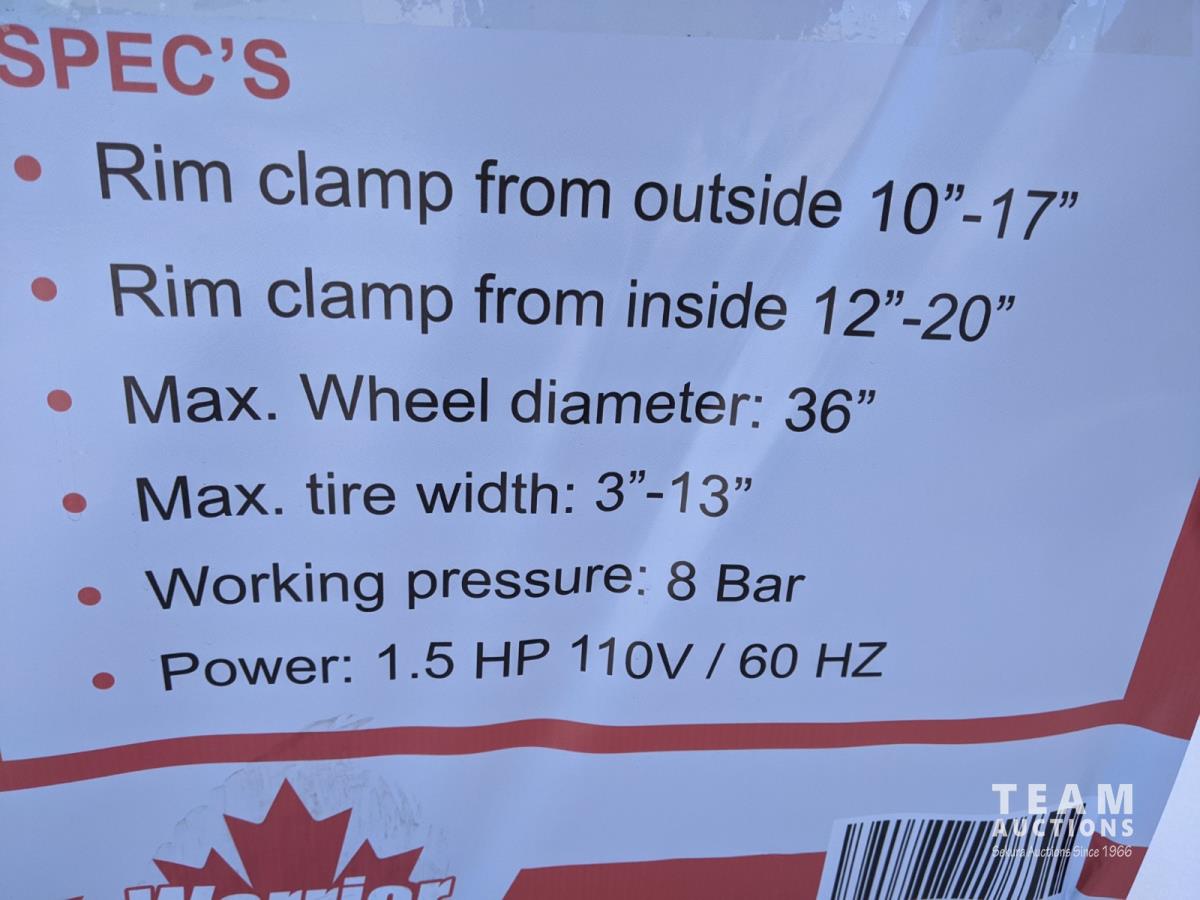 SPEC'S
• Rim clamp from outside 10”-17”
• Rim clamp from inside 12”-20”
• Max. Wheel diameter: 36”
• Max. tire width: 3”-13”
• Working pressure: 8 Bar
• Power: 1.5 HP 110V / 60 HZ
Warrior
TEAM
AUCTIONS
Sekura Auctions Since 1966